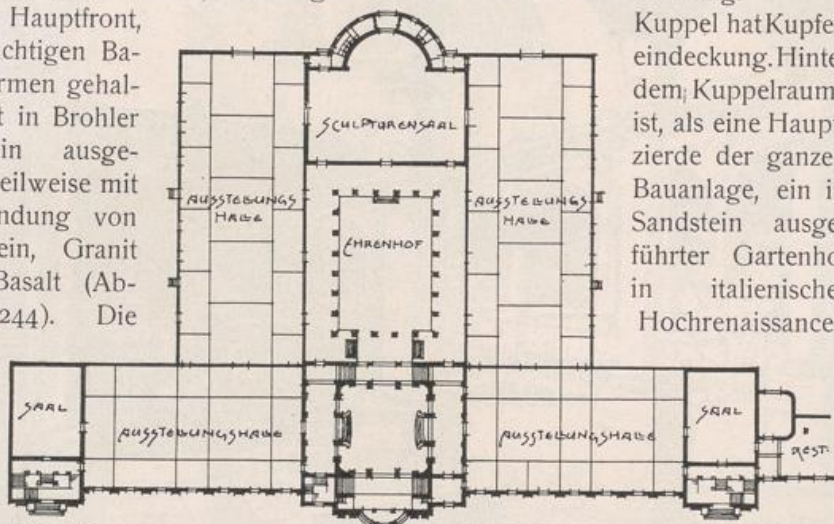 Hauptfront,
chtigen Ba-
rmen gehal-
t in Brohler
in ausge-
eilweise mit
ndung von
ein, Granit
Basalt (Ab-
244). Die
SCULPTURENSAAL
AUSSTELLUNGS
HALLE
EHRENHOF
AUSSTELLUNGS
HALLE
SAAL
AUSSTELLUNGSHALLE
AUSSTELLUNGSHALLE
SAAL
REST.
Kuppel hat Kupfe
eindeckung. Hinte
dem Kuppelraum
ist, als eine Haupt
zierde der ganze
Bauanlage, ein i
Sandstein ausge
führter Gartenho
in italienische
Hochrenaissance